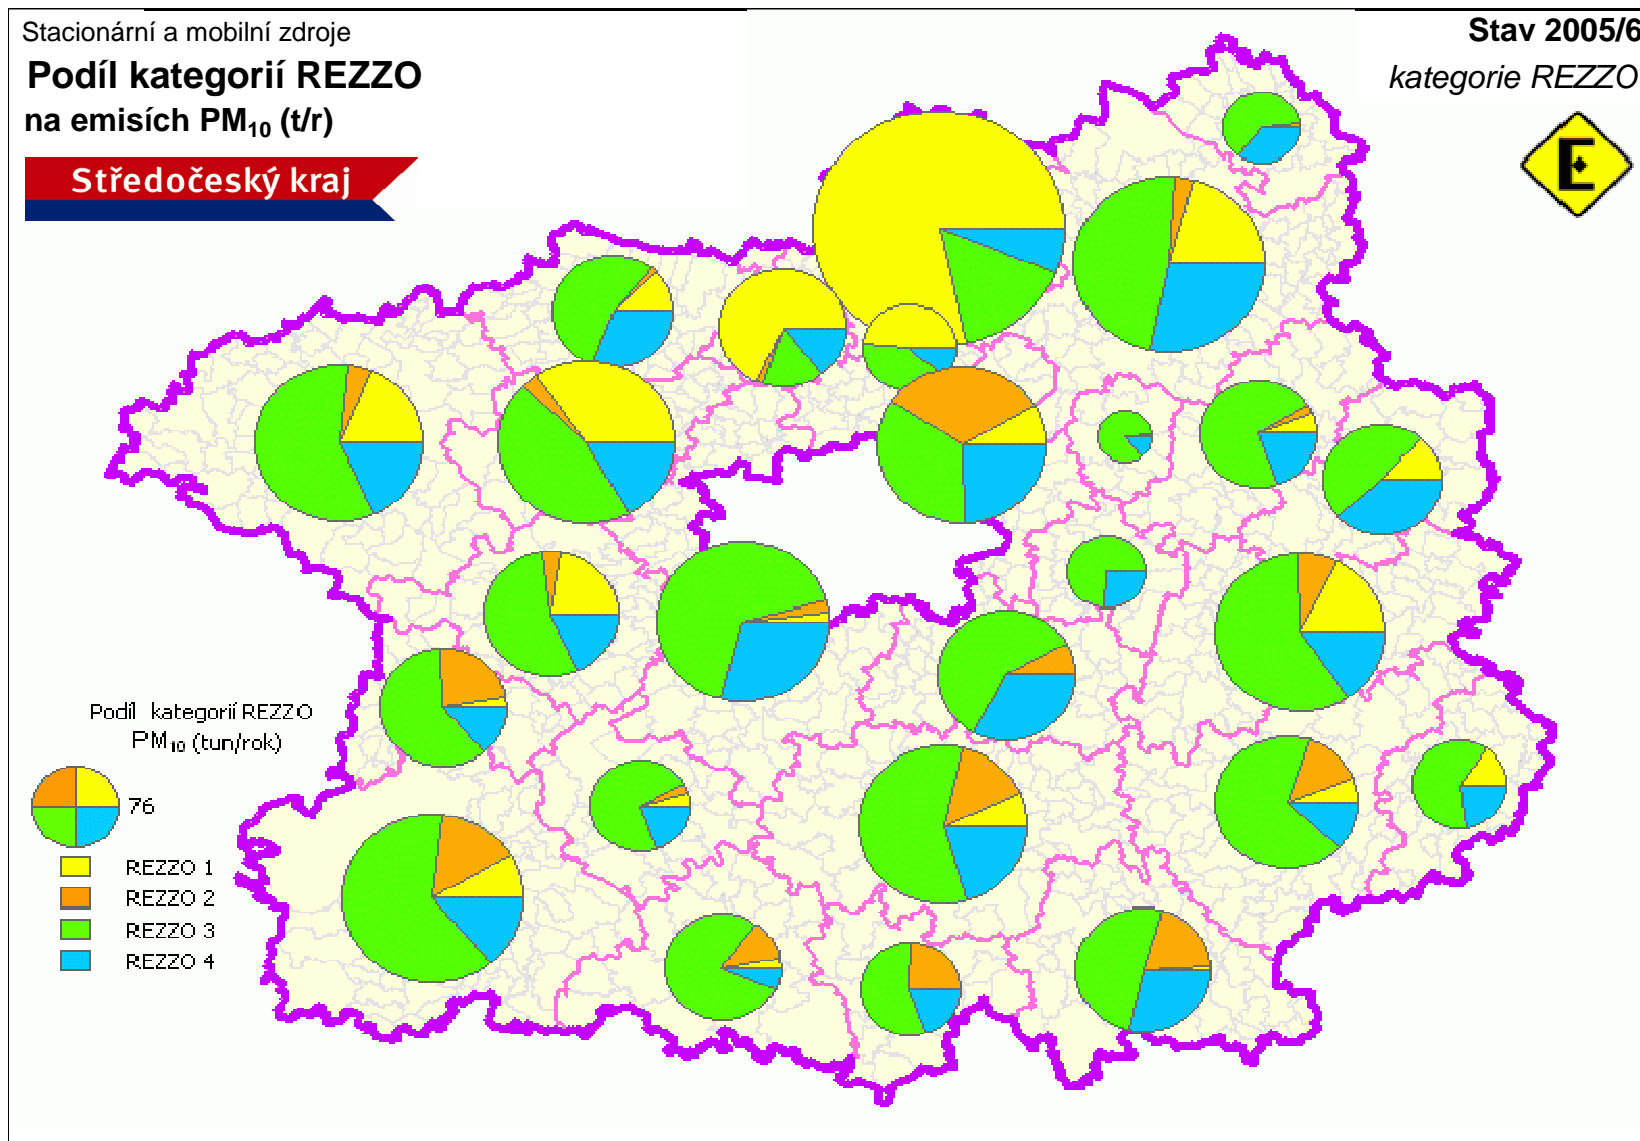 Stacionární a mobilní zdroje
Podíl kategorií REZZO
na emisích PM₁₀ (t/r)
Středočeský kraj
Stav 2005/6
kategorie REZZO
E
Podíl kategorií REZZO
PM₁₀ (tun/rok)
76
REZZO 1
REZZO 2
REZZO 3
REZZO 4